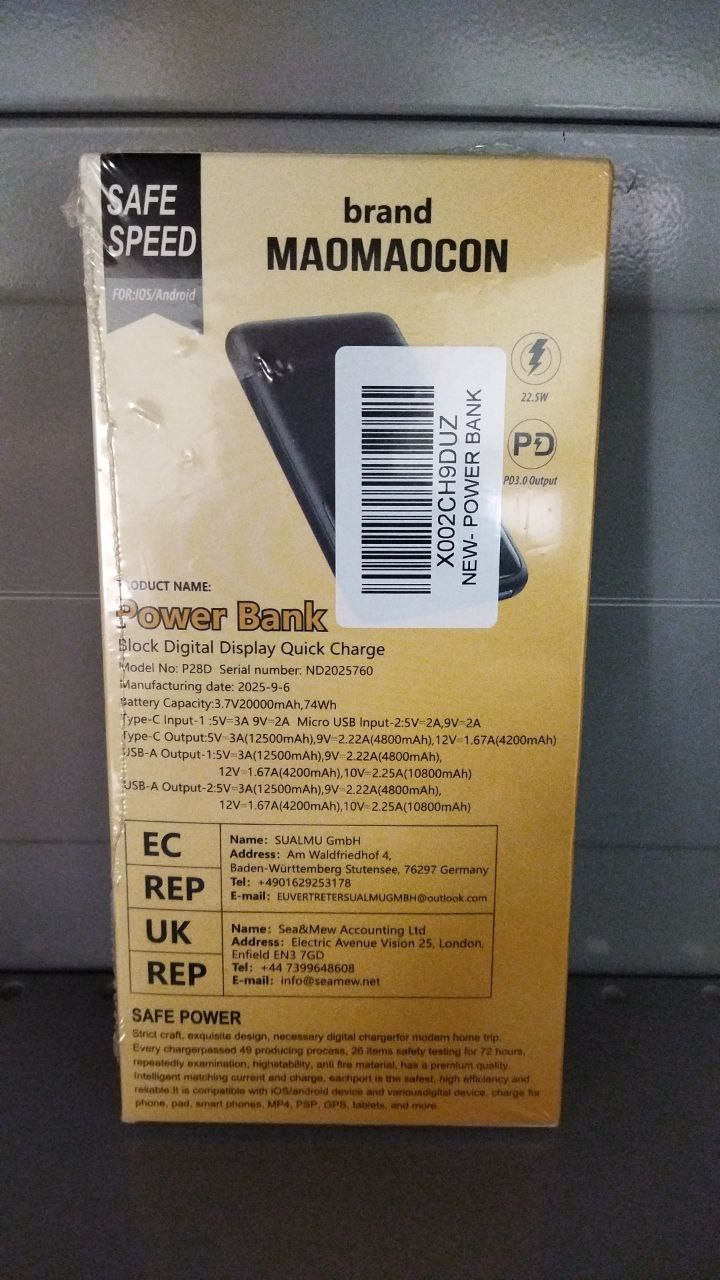 SAFE
SPEED
FOR:IOS/Android
brand
MAOMAOCON
22.5W
PD
PD3.0 Output
X002CH9DUZ
NEW- POWER BANK
ODUCT NAME:
Power Bank
Block Digital Display Quick Charge
Model No: P28D Serial number: ND2025760
Manufacturing date: 2025-9-6
Battery Capacity:3.7V20000mAh,74Wh
Type-C Input-1 :5V=3A 9V=2A Micro USB Input-2:5V=2A,9V=2A
Type-C Output:5V=3A(12500mAh),9V=2.22A(4800mAh),12V=1.67A(4200mAh)
USB-A Output-1:5V=3A(12500mAh),9V=2.22A(4800mAh),
12V=1.67A(4200mAh),10V=2.25A(10800mAh)
USB-A Output-2:5V=3A(12500mAh),9V=2.22A(4800mAh),
12V=1.67A(4200mAh),10V=2.25A(10800mAh)
EC
REP
Name: SUALMU GmbH
Address: Am Waldfriedhof 4,
Baden-Württemberg Stutensee, 76297 Germany
Tel: +4901629253178
E-mail: EUVERTRETERSUALMUGMBH@outlook.com
UK
REP
Name: Sea&Mew Accounting Ltd
Address: Electric Avenue Vision 25, London,
Enfield EN3 7GD
Tel: +44 7399648608
E-mail: info@seamew.net
SAFE POWER
Strict craft, exquisite design, necessary digital chargerfor modern home trip.
Every chargerpassed 49 producing process, 26 items safety testing for 72 hours,
repeatedly examination, highstability, anti fire material, has a premium quality.
Intelligent matching current and charge, eachport is the safest, high efficiency and
reliable.It is compatible with iOS/android device and variousdigital device, charge for
phone, pad, smart phones, MP4, PSP, GPS, tablets, and more.